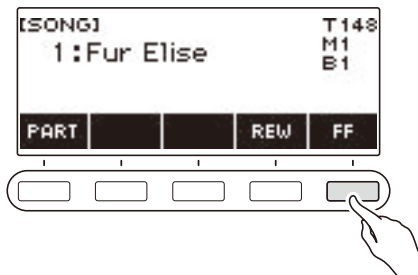 [SONG]
T148
1:Fur Elise
M1
B1
PART REW FF